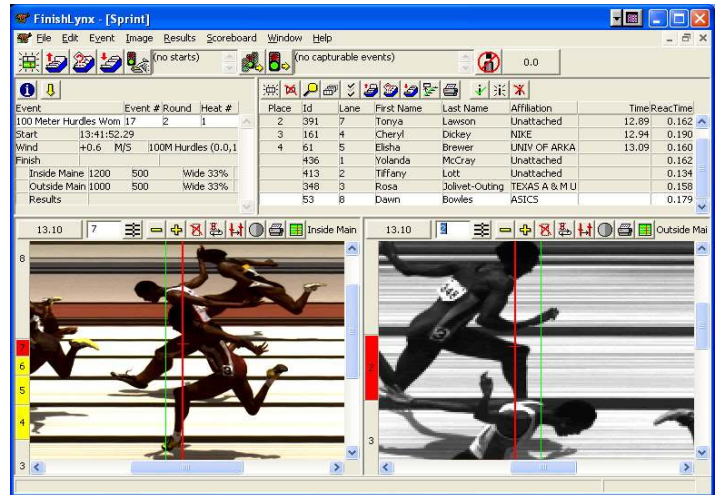 FinishLynx - [Sprint]
File Edit Event Image Results Scoreboard Window Help
(no starts) (no capturable events) 0.0
Event Event # Round Heat #
100 Meter Hurdles Wom 17 2 1
Start 13:41:52.29
Wind +0.6 M/S 100M Hurdles (0.0,1
Finish
Inside Maine 1200 500 Wide 33%
Outside Main 1000 500 Wide 33%
Results
Place Id Lane First Name Last Name Affiliation Time ReacTime
2 391 7 Tonya Lawson Unattached 12.89 0.162
3 161 4 Cheryl Dickey NIKE 12.94 0.190
4 61 5 Elisha Brewer UNIV OF ARKA 13.09 0.160
436 1 Yolanda McCray Unattached 0.162
413 2 Tiffany Lott Unattached 0.134
348 3 Rosa Jolivet-Outing TEXAS A & M U 0.158
53 8 Dawn Bowles ASICS 0.179
13.10 7 Inside Main
8
7
6
5
4
3
13.10 2 Outside Mai
348
2
3